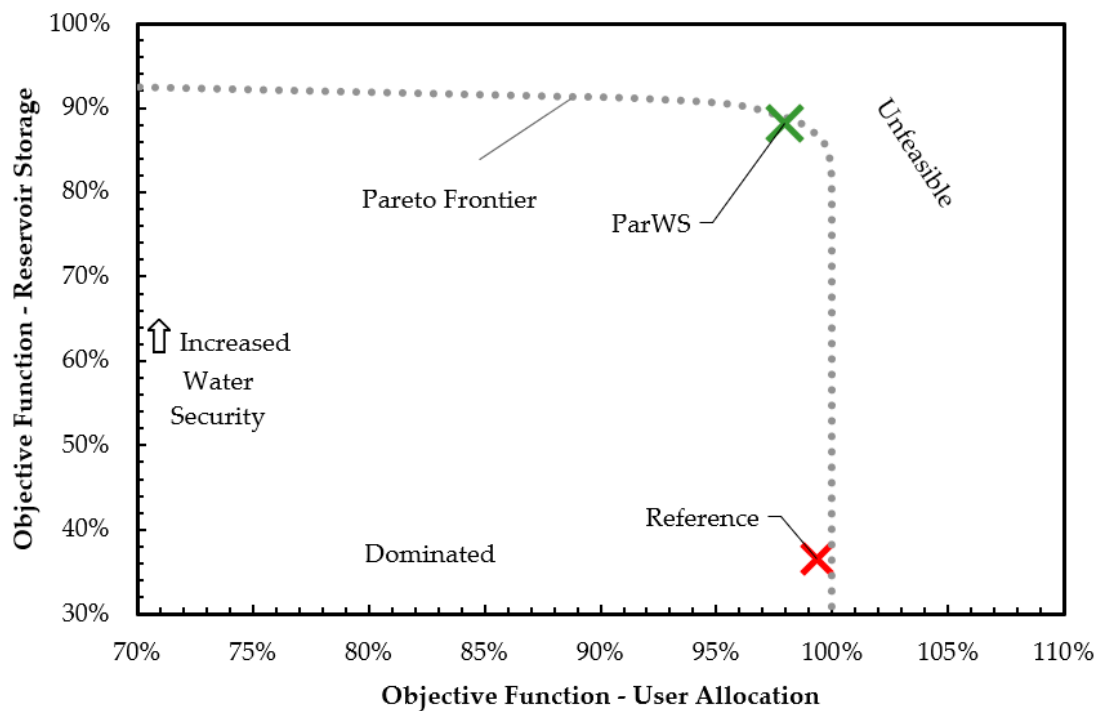 100%
90%
80%
70%
60%
50%
40%
30%
Objective Function - Reservoir Storage
Unfeasible
Pareto Frontier
ParWS
Increased
Water
Security
Reference
Dominated
70%
75%
80%
85%
90%
95%
100%
105%
110%
Objective Function - User Allocation